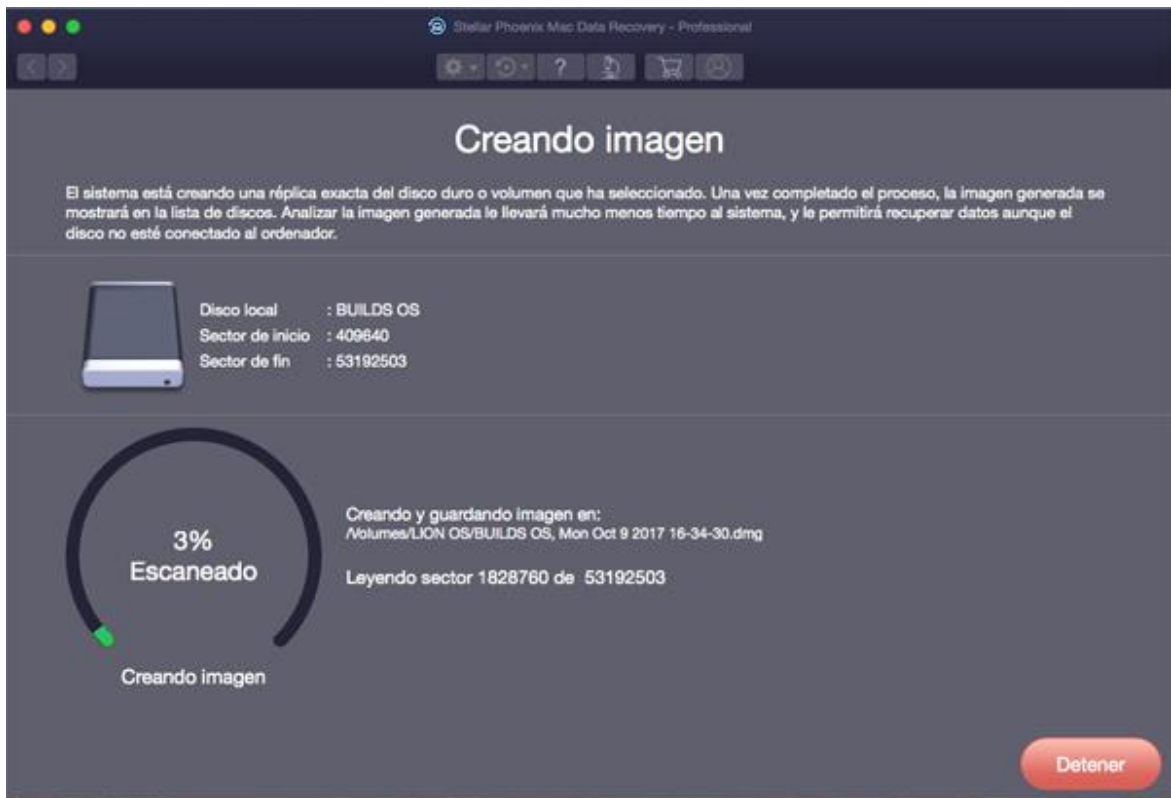 Stellar Phoenix Mac Data Recovery - Professional
?
Creando imagen
El sistema está creando una réplica exacta del disco duro o volumen que ha seleccionado. Una vez completado el proceso, la imagen generada se
mostrará en la lista de discos. Analizar la imagen generada le llevará mucho menos tiempo al sistema, y le permitirá recuperar datos aunque el
disco no esté conectado al ordenador.
Disco local : BUILDS OS
Sector de inicio : 409640
Sector de fin : 53192503
3%
Escaneado
Creando imagen
Creando y guardando imagen en:
/Volumes/LION OS/BUILDS OS, Mon Oct 9 2017 16-34-30.dmg
Leyendo sector 1828760 de 53192503
Detener